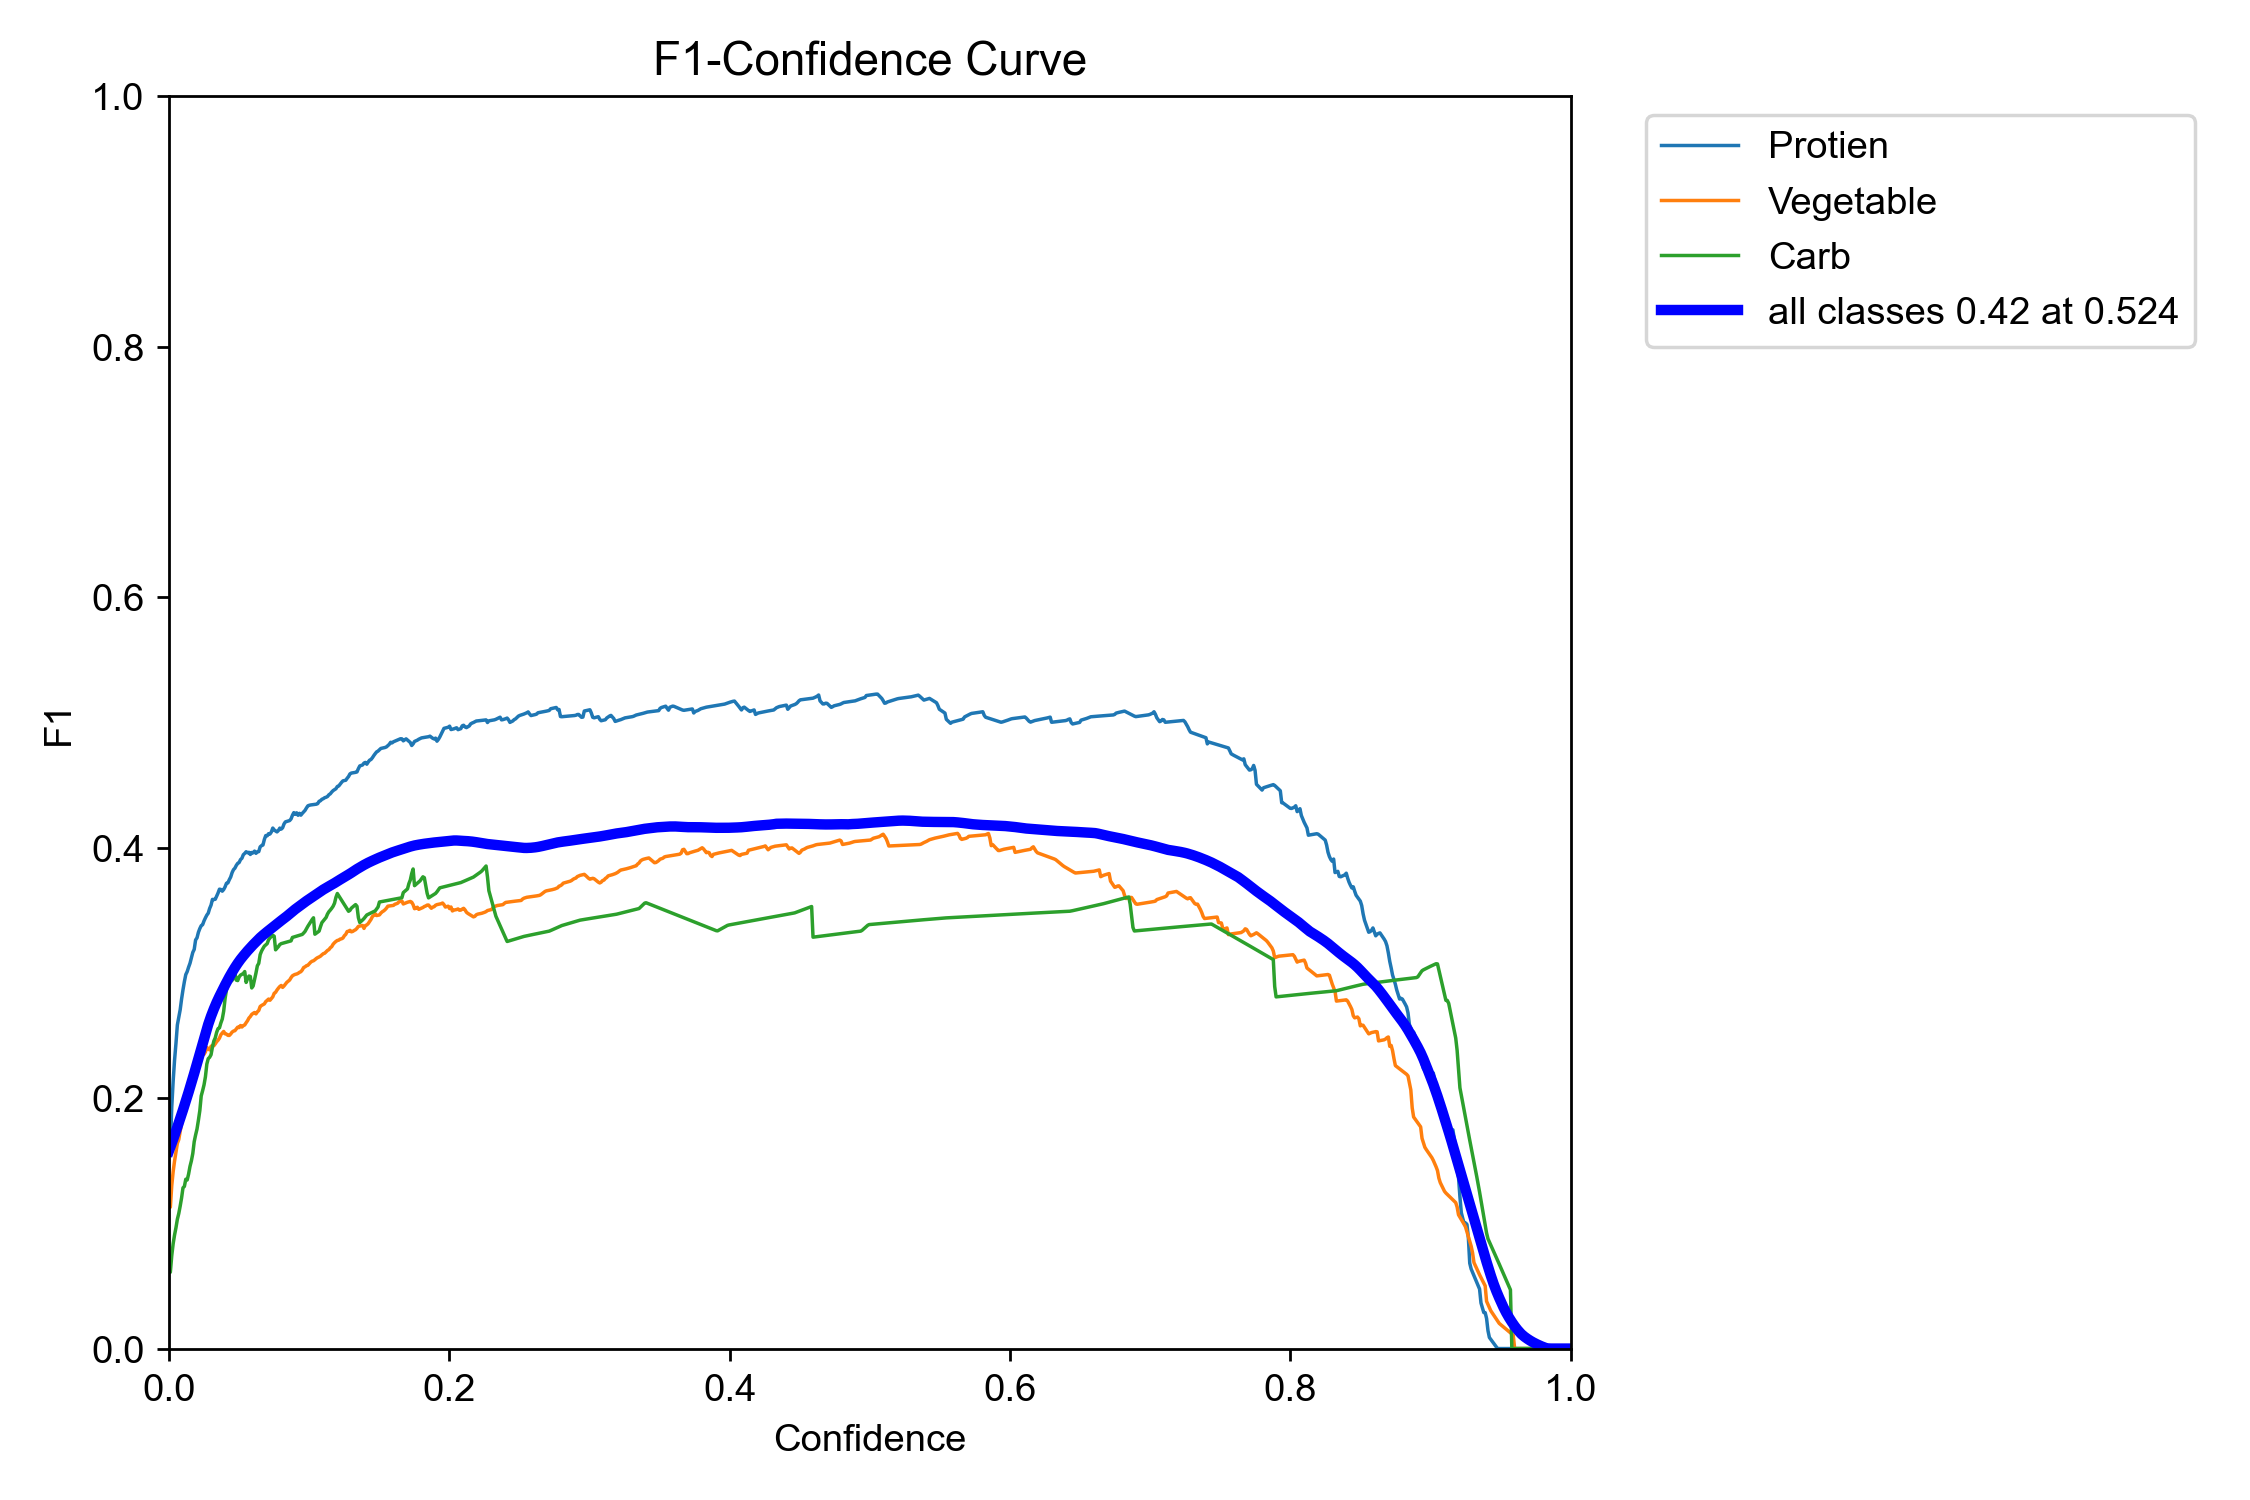 F1-Confidence Curve
1.0
0.8
0.6
0.4
0.2
0.0
F1
0.0 0.2 0.4 0.6 0.8 1.0
Confidence
Protien
Vegetable
Carb
all classes 0.42 at 0.524